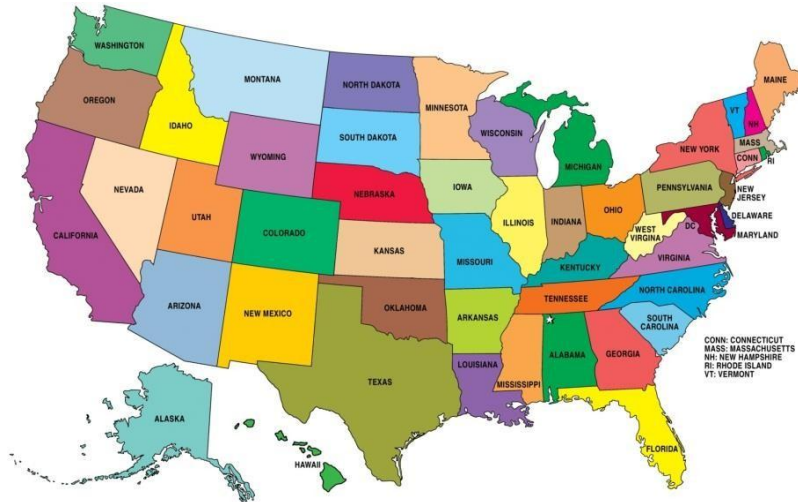 WASHINGTON
OREGON
CALIFORNIA
NEVADA
IDAHO
MONTANA
WYOMING
UTAH
COLORADO
ARIZONA
NEW MEXICO
NORTH DAKOTA
SOUTH DAKOTA
NEBRASKA
KANSAS
OKLAHOMA
TEXAS
MINNESOTA
IOWA
MISSOURI
ARKANSAS
LOUISIANA
WISCONSIN
ILLINOIS
MICHIGAN
INDIANA
OHIO
KENTUCKY
TENNESSEE
MISSISSIPPI
ALABAMA
GEORGIA
FLORIDA
SOUTH
CAROLINA
NORTH CAROLINA
VIRGINIA
WEST
VIRGINA
DC
MARYLAND
DELAWARE
NEW
JERSEY
PENNSYLVANIA
NEW YORK
CONN
RI
MASS
VT
NH
MAINE
ALASKA
HAWAII
CONN: CONNECTICUT
MASS: MASSACHUSETTS
NH: NEW HAMPSHIRE
RI: RHODE ISLAND
VT: VERMONT